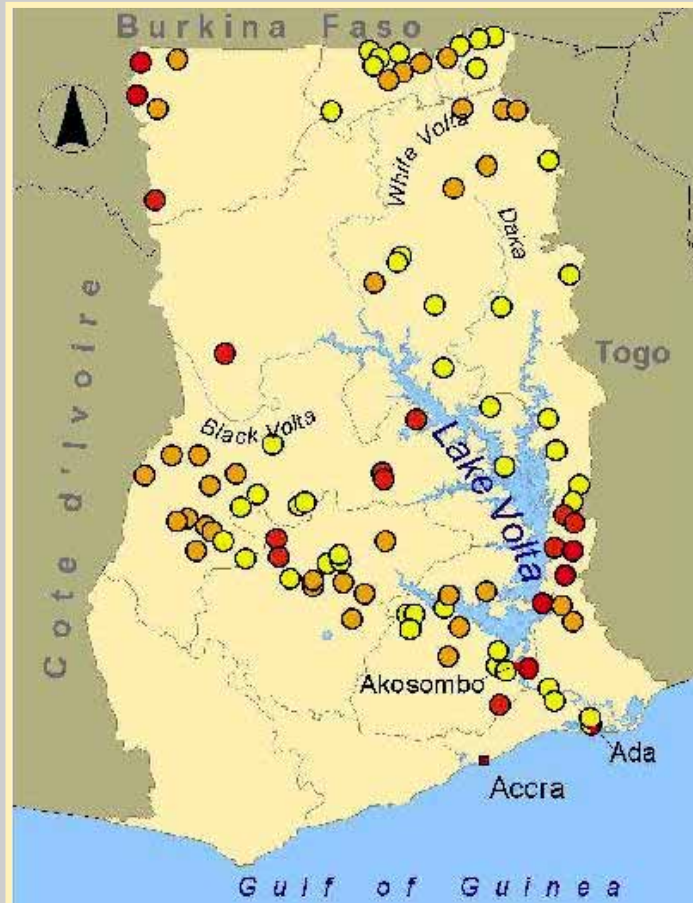 Burkina Faso
White Volta
Daka
Togo
Cote d'Ivoire
Black Volta
Lake Volta
Akosombo
Ada
Accra
Gulf of Guinea